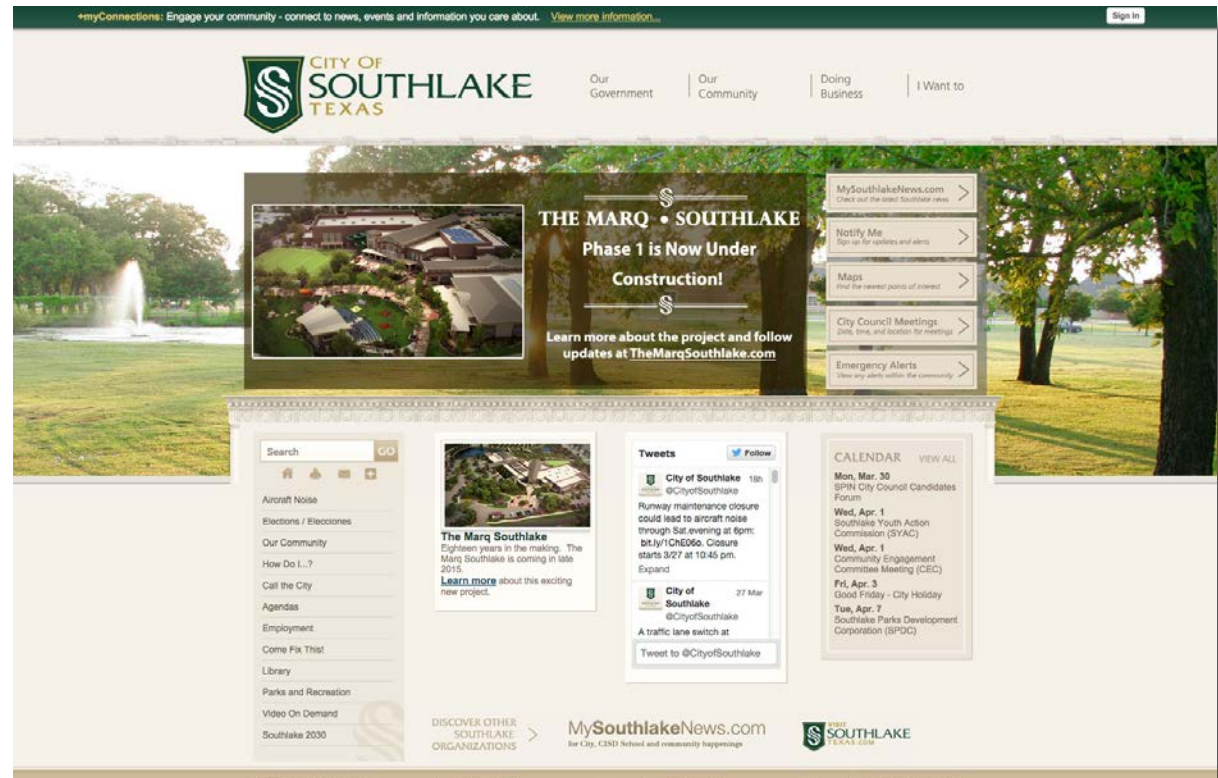 +myConnections: Engage your community - connect to news, events and information you care about. View more information...
Sign In
CITY OF
SOUTHLAKE
TEXAS
Our
Government
Our
Community
Doing
Business
I Want to
THE MARQ • SOUTHLAKE
Phase 1 is Now Under
Construction!
Learn more about the project and follow
updates at TheMarqSouthlake.com
MySouthlakeNews.com
Check out the latest Southlake news
Notify Me
Sign up for updates and alerts
Maps
Find the newest points of interest
City Council Meetings
Date, time, and location for meetings
Emergency Alerts
View any alerts within the community
Search
GO
Aircraft Noise
Elections / Elecciones
Our Community
How Do I...?
Call the City
Agendas
Employment
Come Fix This!
Library
Parks and Recreation
Video On Demand
Southlake 2030
The Marq Southlake
Eighteen years in the making. The
Marq Southlake is coming in late
2015.
Learn more about this exciting
new project.
Tweets
Follow
City of Southlake 18h
@CityofSouthlake
Runway maintenance closure
could lead to aircraft noise
through Sat.evening at 6pm:
bit.ly/1ChE06o. Closure
starts 3/27 at 10:45 pm.
Expand
City of 27 Mar
Southlake
@CityofSouthlake
A traffic lane switch at
Tweet to @CityofSouthlake
CALENDAR VIEW ALL
Mon, Mar. 30
SPIN City Council Candidates
Forum
Wed, Apr. 1
Southlake Youth Action
Commission (SYAC)
Wed, Apr. 1
Community Engagement
Committee Meeting (CEC)
Fri, Apr. 3
Good Friday - City Holiday
Tue, Apr. 7
Southlake Parks Development
Corporation (SPDC)
DISCOVER OTHER
SOUTHLAKE
ORGANIZATIONS
MySouthlakeNews.com
for City, CISD School and community happenings
VISIT
SOUTHLAKE
TEXAS.COM